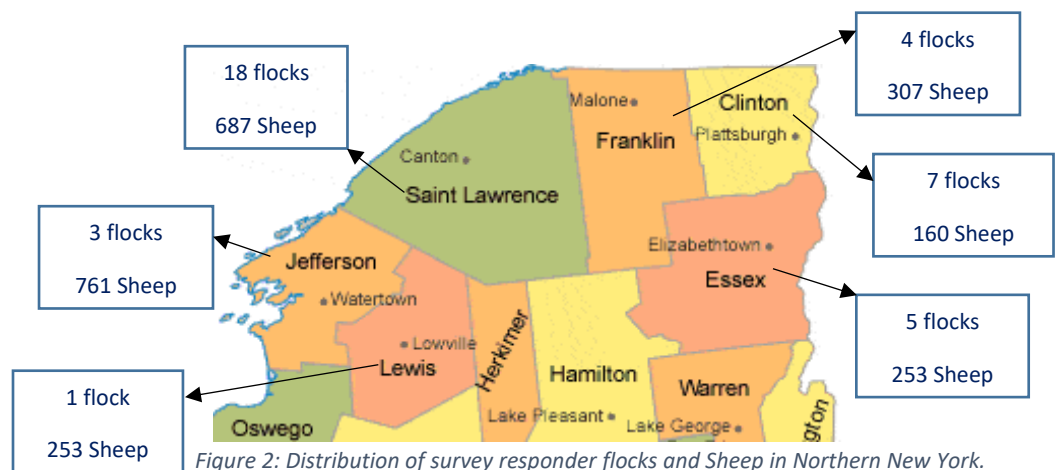 4 flocks
307 Sheep
18 flocks
687 Sheep
Malone
Clinton
Franklin
Plattsburgh
Canton
Saint Lawrence
7 flocks
160 Sheep
3 flocks
761 Sheep
Elizabethtown
Jefferson
Essex
Watertown
5 flocks
253 Sheep
Lowville
Lewis
Herkimer
Hamilton
Warren
1 flock
253 Sheep
Lake Pleasant
Lake George
Oswego
ngton
Figure 2: Distribution of survey responder flocks and Sheep in Northern New York.